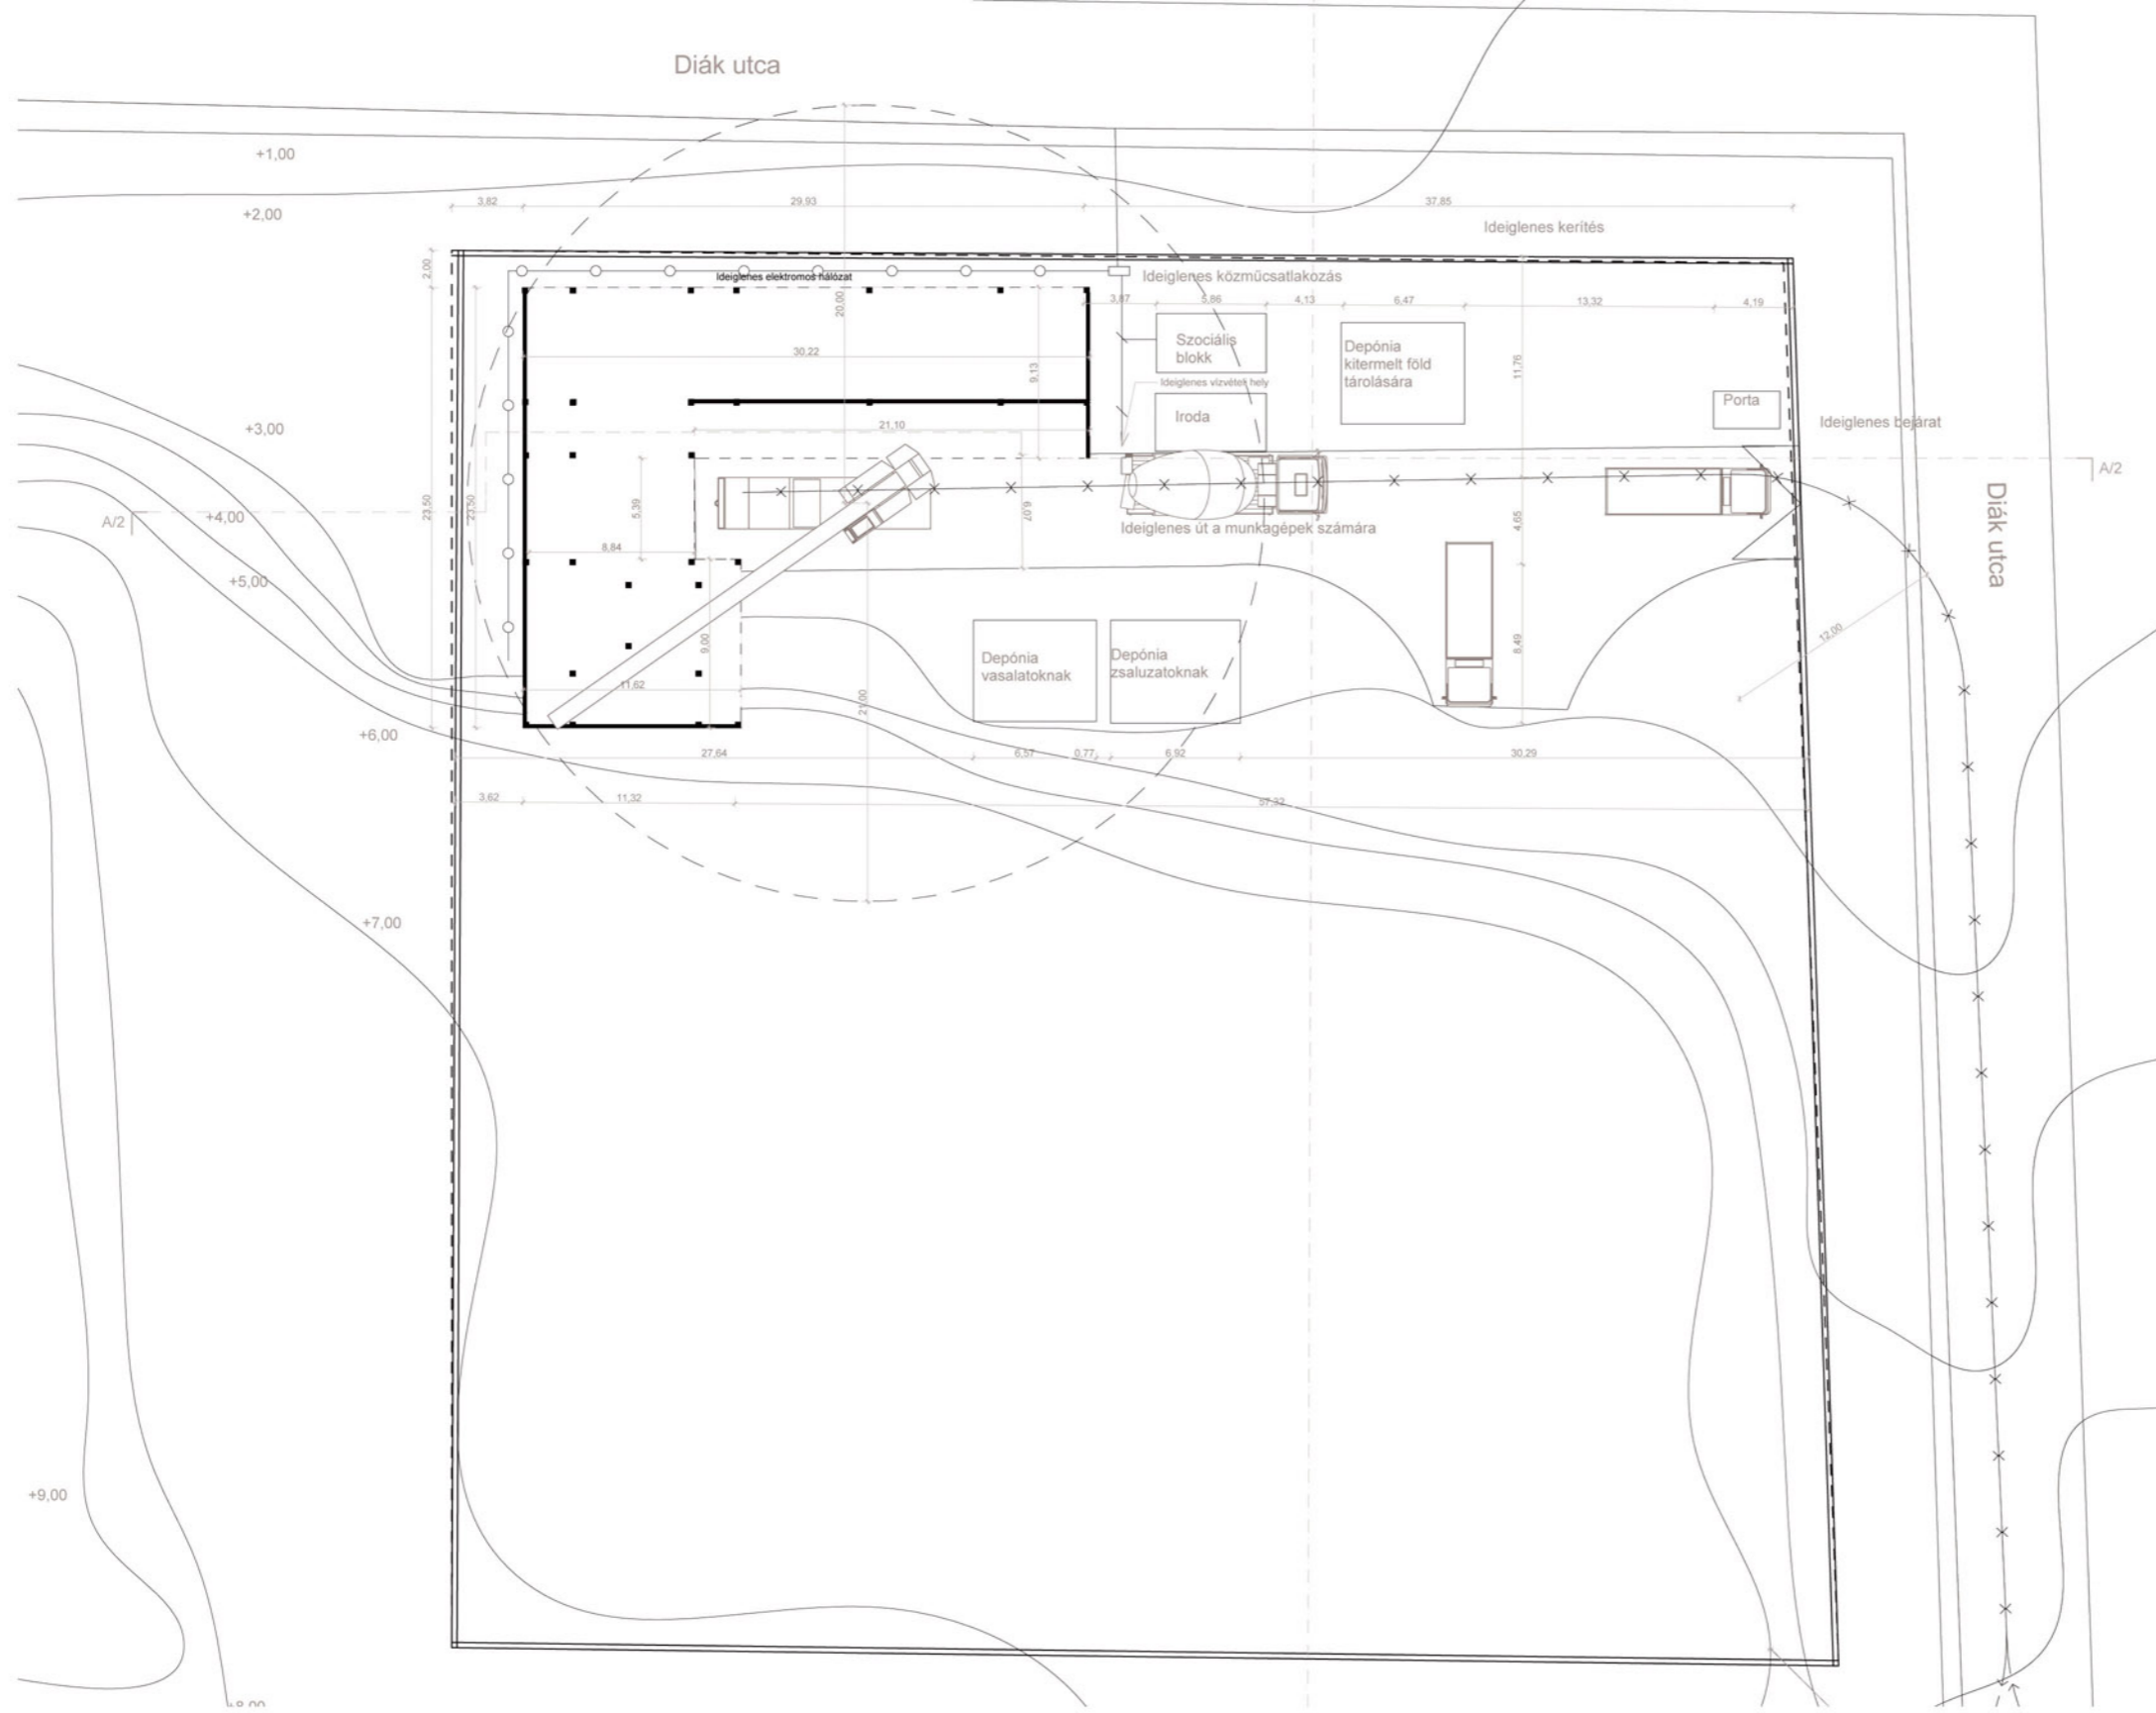 Diák utca
+1,00
3,82
29,93
37,85
+2,00
Ideiglenes kerítés
2,00
Ideiglenes elektromos hálózat
Ideiglenes közműcsatlakozás
20,00
3,87
5,86
4,13
6,47
13,32
4,19
Szociális
blokk
Depónia
kitermelt föld
tárolására
30,22
9,13
11,76
Ideiglenes vízvételi hely
Porta
Iroda
Ideiglenes bejárat
+3,00
21,10
A/2
A/2
+4,00
23,50
23,50
5,39
6,07
4,65
Ideiglenes út a munkagépek számára
Diák utca
8,84
+5,00
12,00
9,00
8,49
Depónia
vasalatoknak
Depónia
zsaluzatoknak
11,62
21,00
+6,00
27,64
6,57
0,77
6,92
30,29
3,62
11,32
57,32
+7,00
+9,00
+8,00